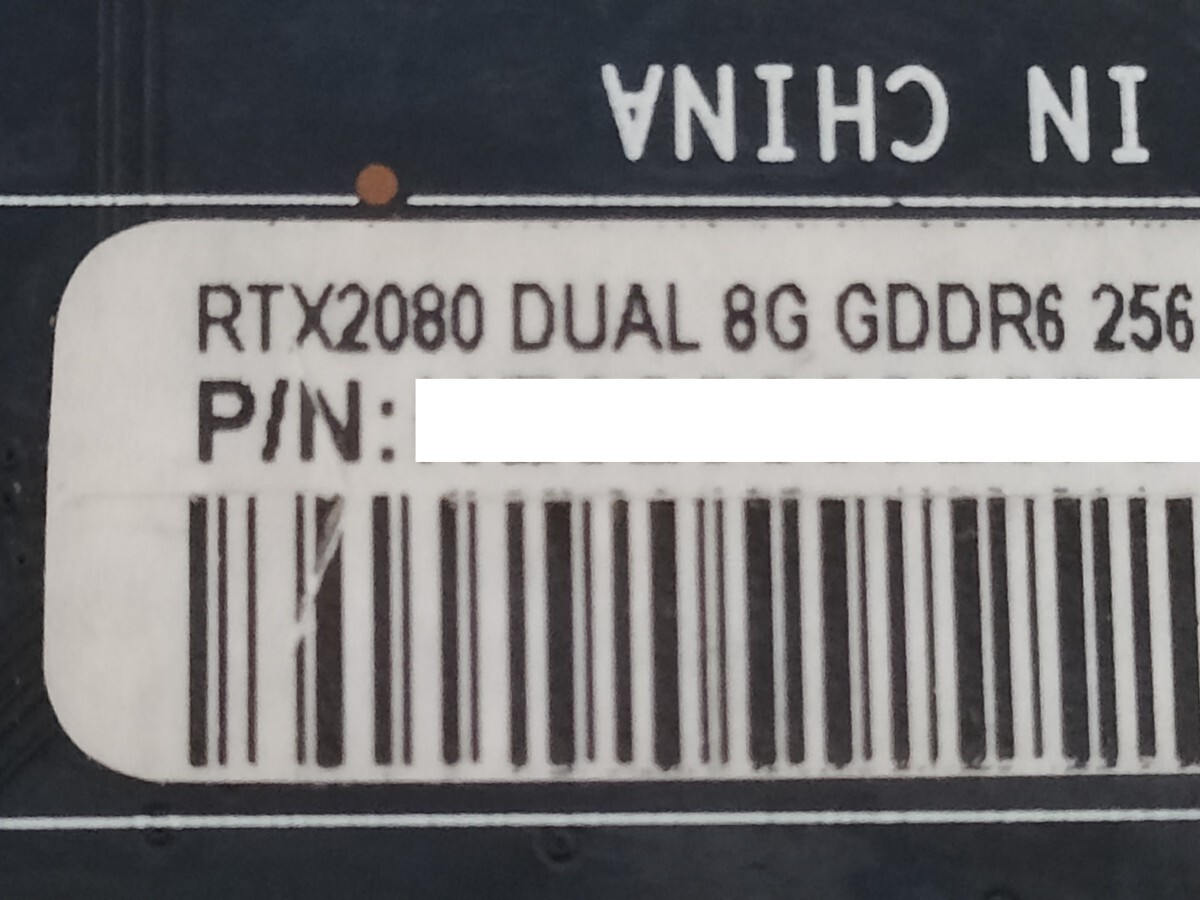 IN CHINA
RTX2080 DUAL 8G GDDR6 256
P/N: